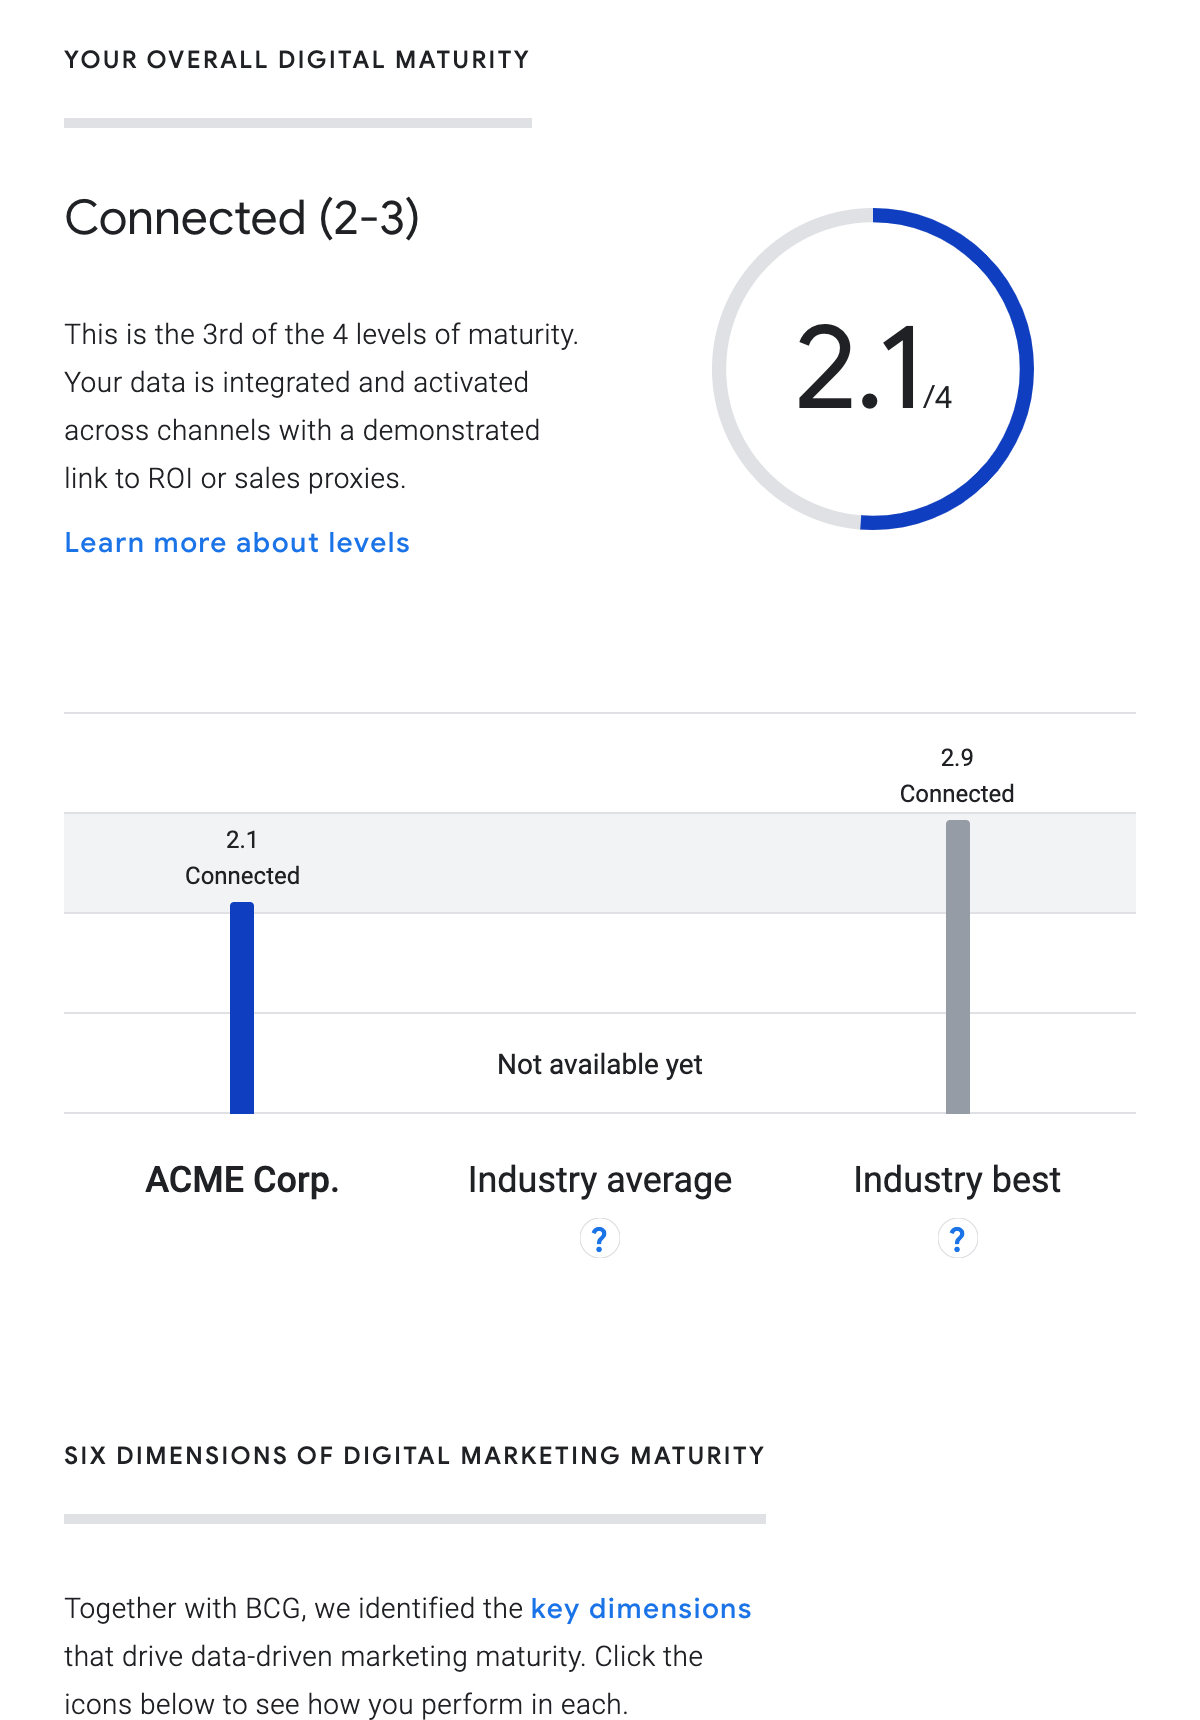 YOUR OVERALL DIGITAL MATURITY
Connected (2-3)
This is the 3rd of the 4 levels of maturity.
Your data is integrated and activated
across channels with a demonstrated
link to ROI or sales proxies.
Learn more about levels
2.1/4
2.9
Connected
2.1
Connected
Not available yet
ACME Corp.
Industry average
Industry best
?
?
SIX DIMENSIONS OF DIGITAL MARKETING MATURITY
Together with BCG, we identified the key dimensions
that drive data-driven marketing maturity. Click the
icons below to see how you perform in each.